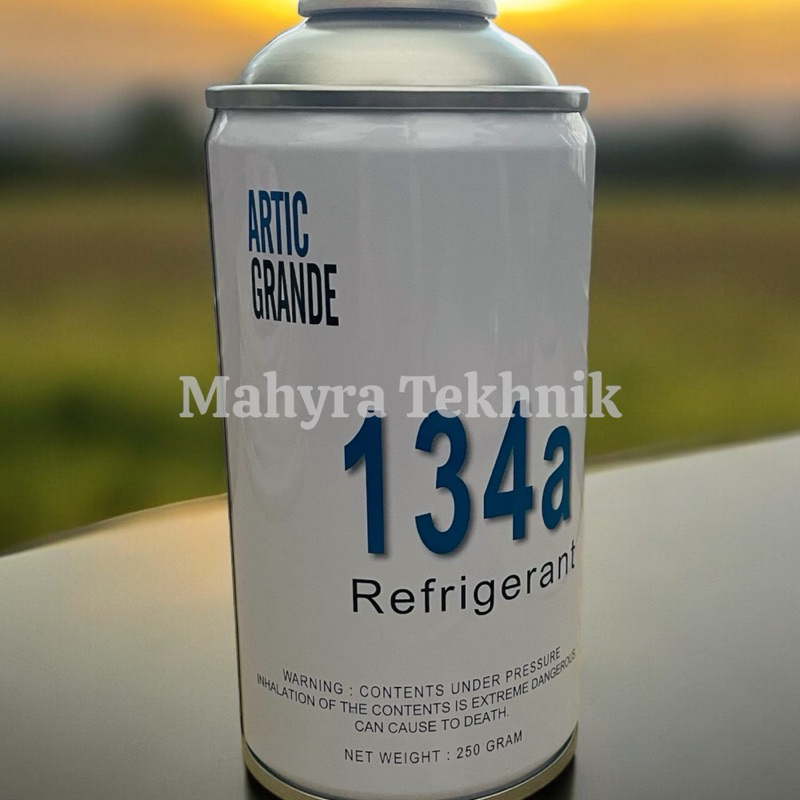 ARTIC
GRANDE
Mahyra Tekhnik
134a
Refrigerant
WARNING : CONTENTS UNDER PRESSURE
INHALATION OF THE CONTENTS IS EXTREME DANGEROUS.
CAN CAUSE TO DEATH.
NET WEIGHT : 250 GRAM